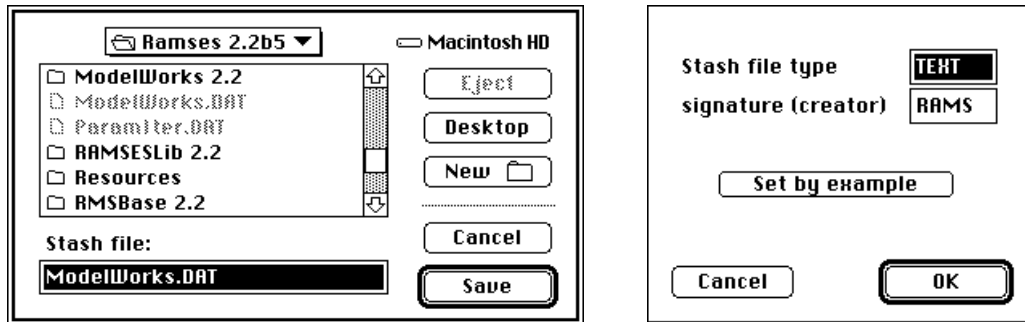 Ramses 2.2b5
Macintosh HD
ModelWorks 2.2
ModelWorks.DAT
ParamIter.DAT
RAMSESLib 2.2
Resources
RMSBase 2.2
Eject
Desktop
New
Cancel
Save
Stash file:
ModelWorks.DAT
Stash file type TEXT
signature (creator) RAMS
Set by example
Cancel OK